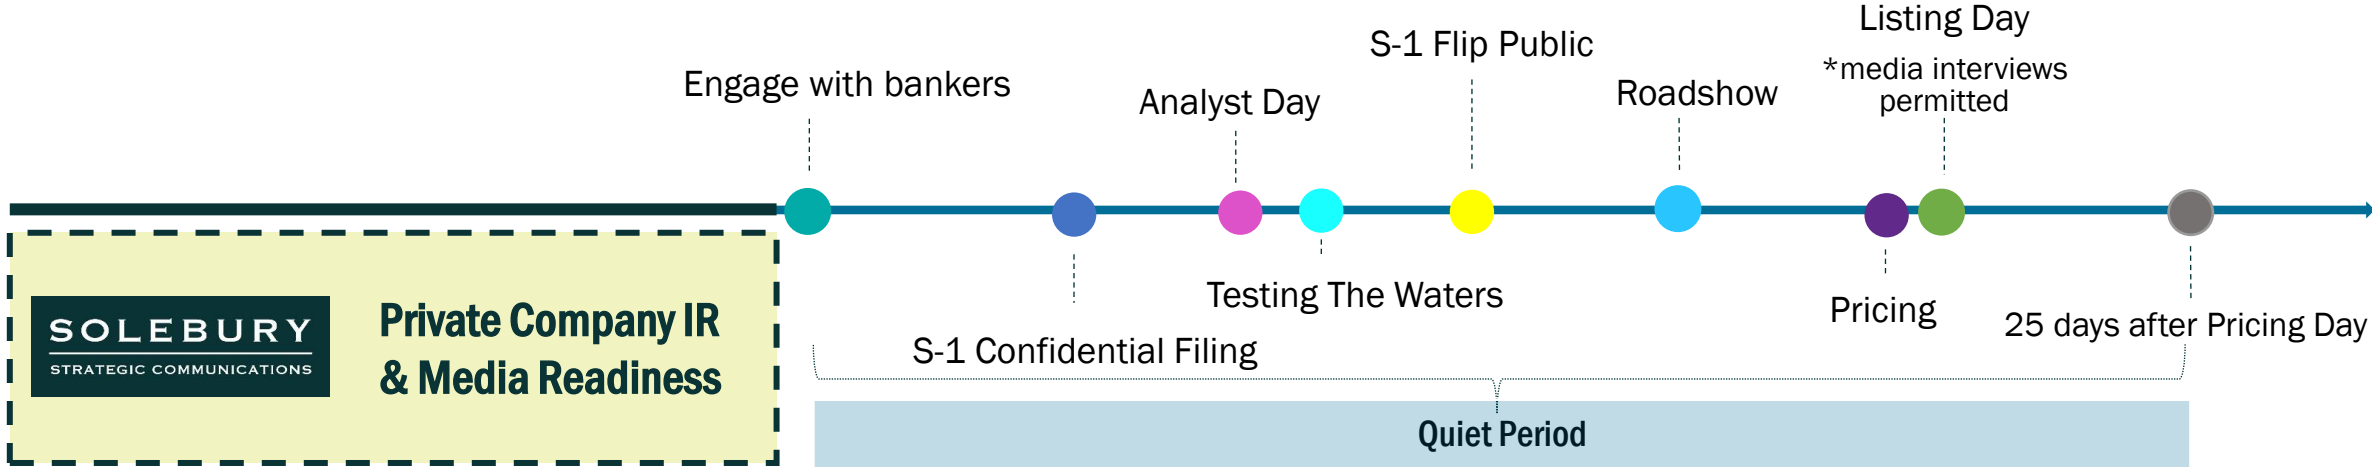 Engage with bankers
Analyst Day
S-1 Flip Public
Roadshow
Listing Day
*media interviews
permitted
S-1 Confidential Filing
Testing The Waters
Pricing
25 days after Pricing Day
SOLEBURY
STRATEGIC COMMUNICATIONS
Private Company IR
& Media Readiness
Quiet Period